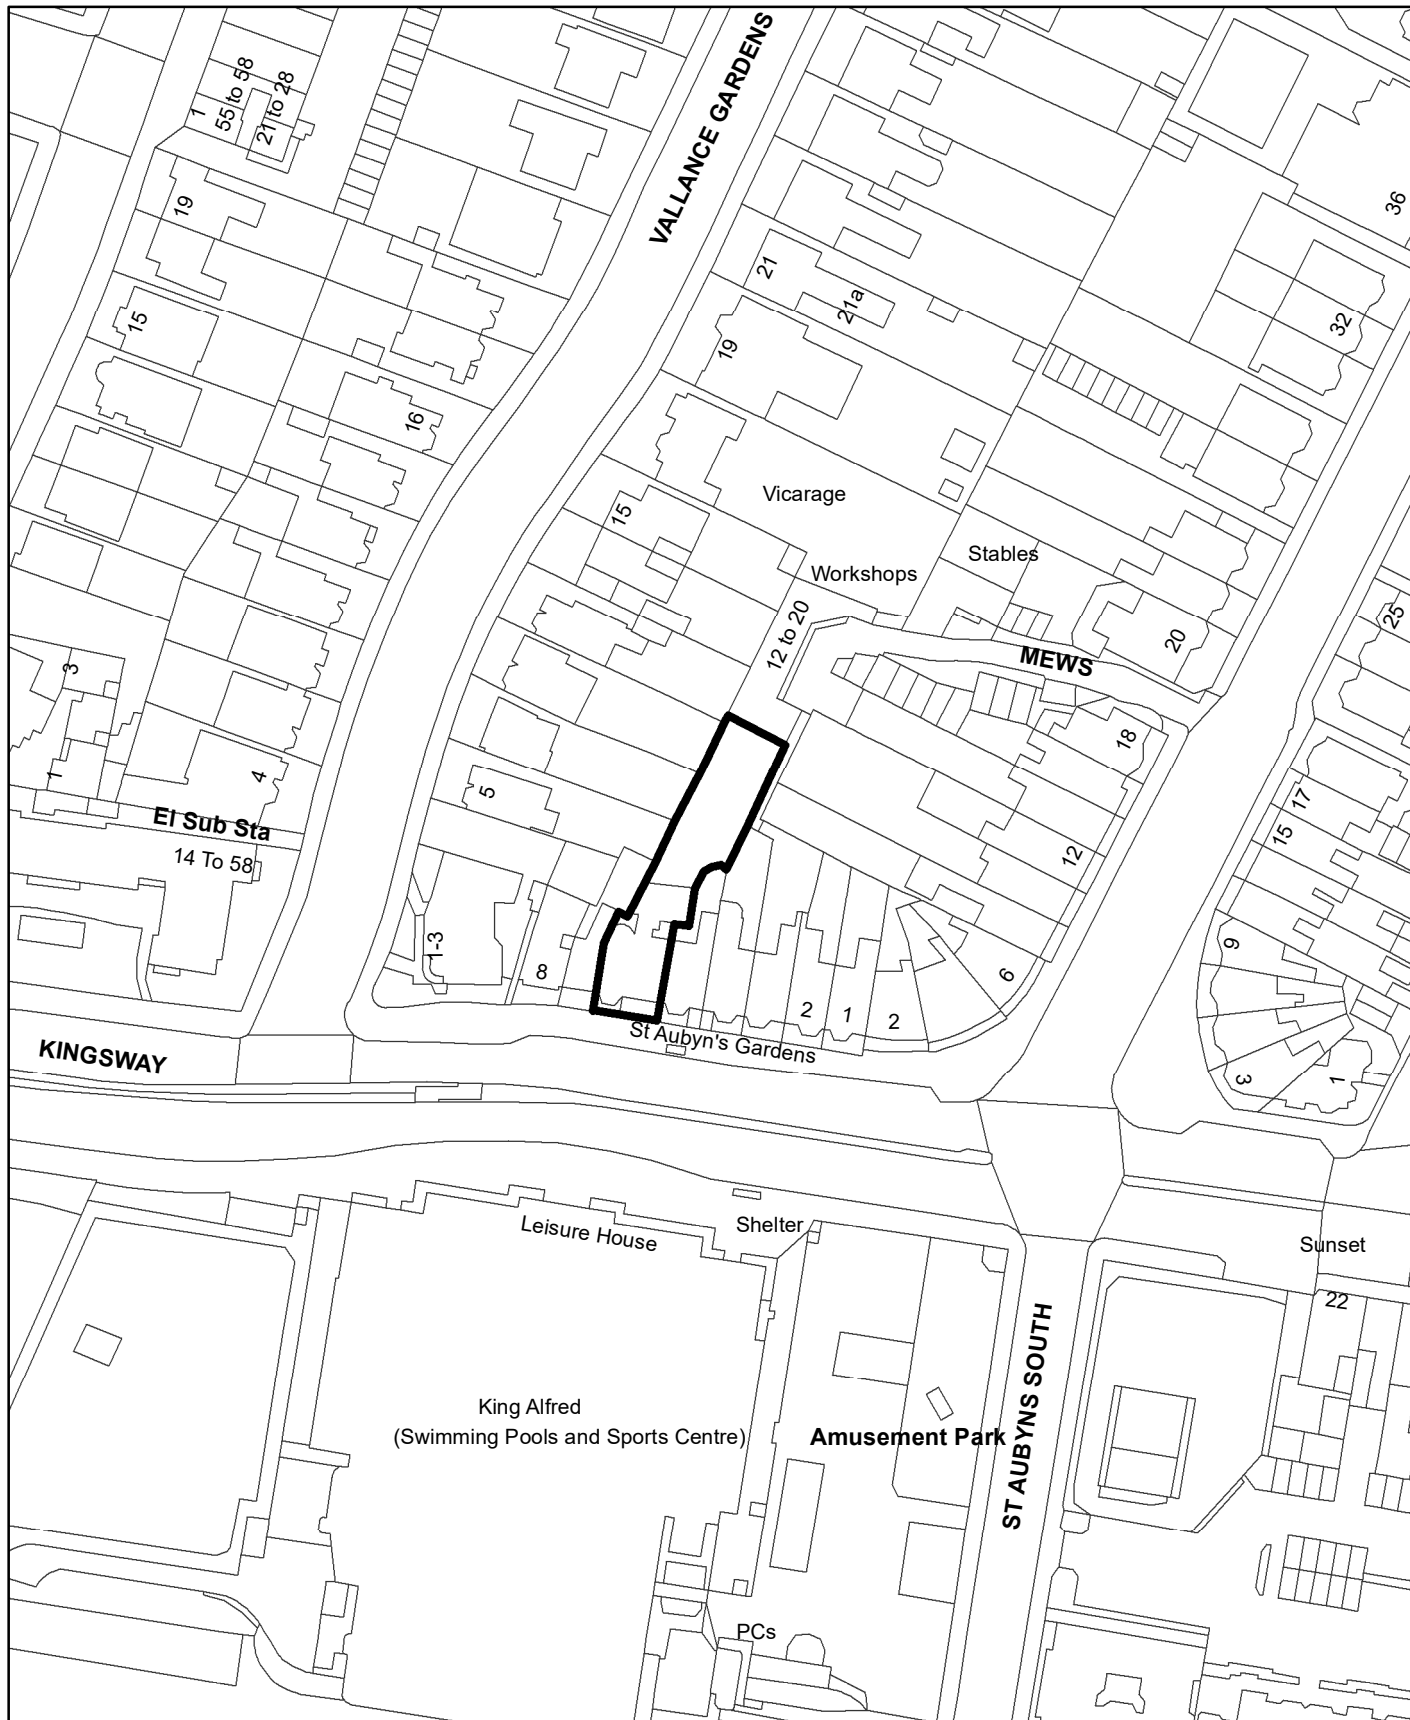 VALLANCE GARDENS
1
55 to 58
21 to 28
19
36
21
21a
15
32
19
16
15
Vicarage
Stables
Workshops
25
12 to 20
20
MEWS
3
18
1
4
5
17
El Sub Sta
15
14 To 58
12
1-3
8
9
6
2
1
2
St Aubyn's Gardens
KINGSWAY
3
1
Leisure House
Shelter
Sunset
22
King Alfred
(Swimming Pools and Sports Centre)
Amusement Park
ST AUBYNS SOUTH
PCs